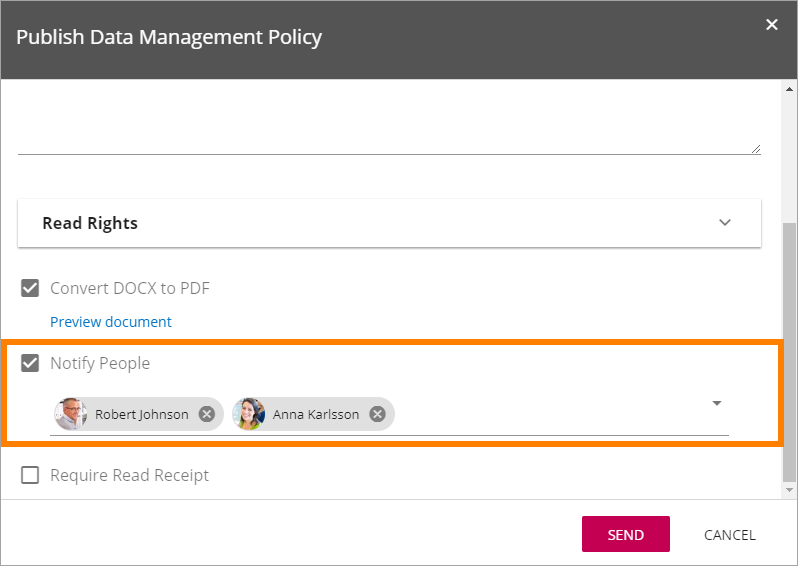 Publish Data Management Policy
Read Rights
Convert DOCX to PDF
Preview document
Notify People
Robert Johnson Anna Karlsson
Require Read Receipt
SEND CANCEL